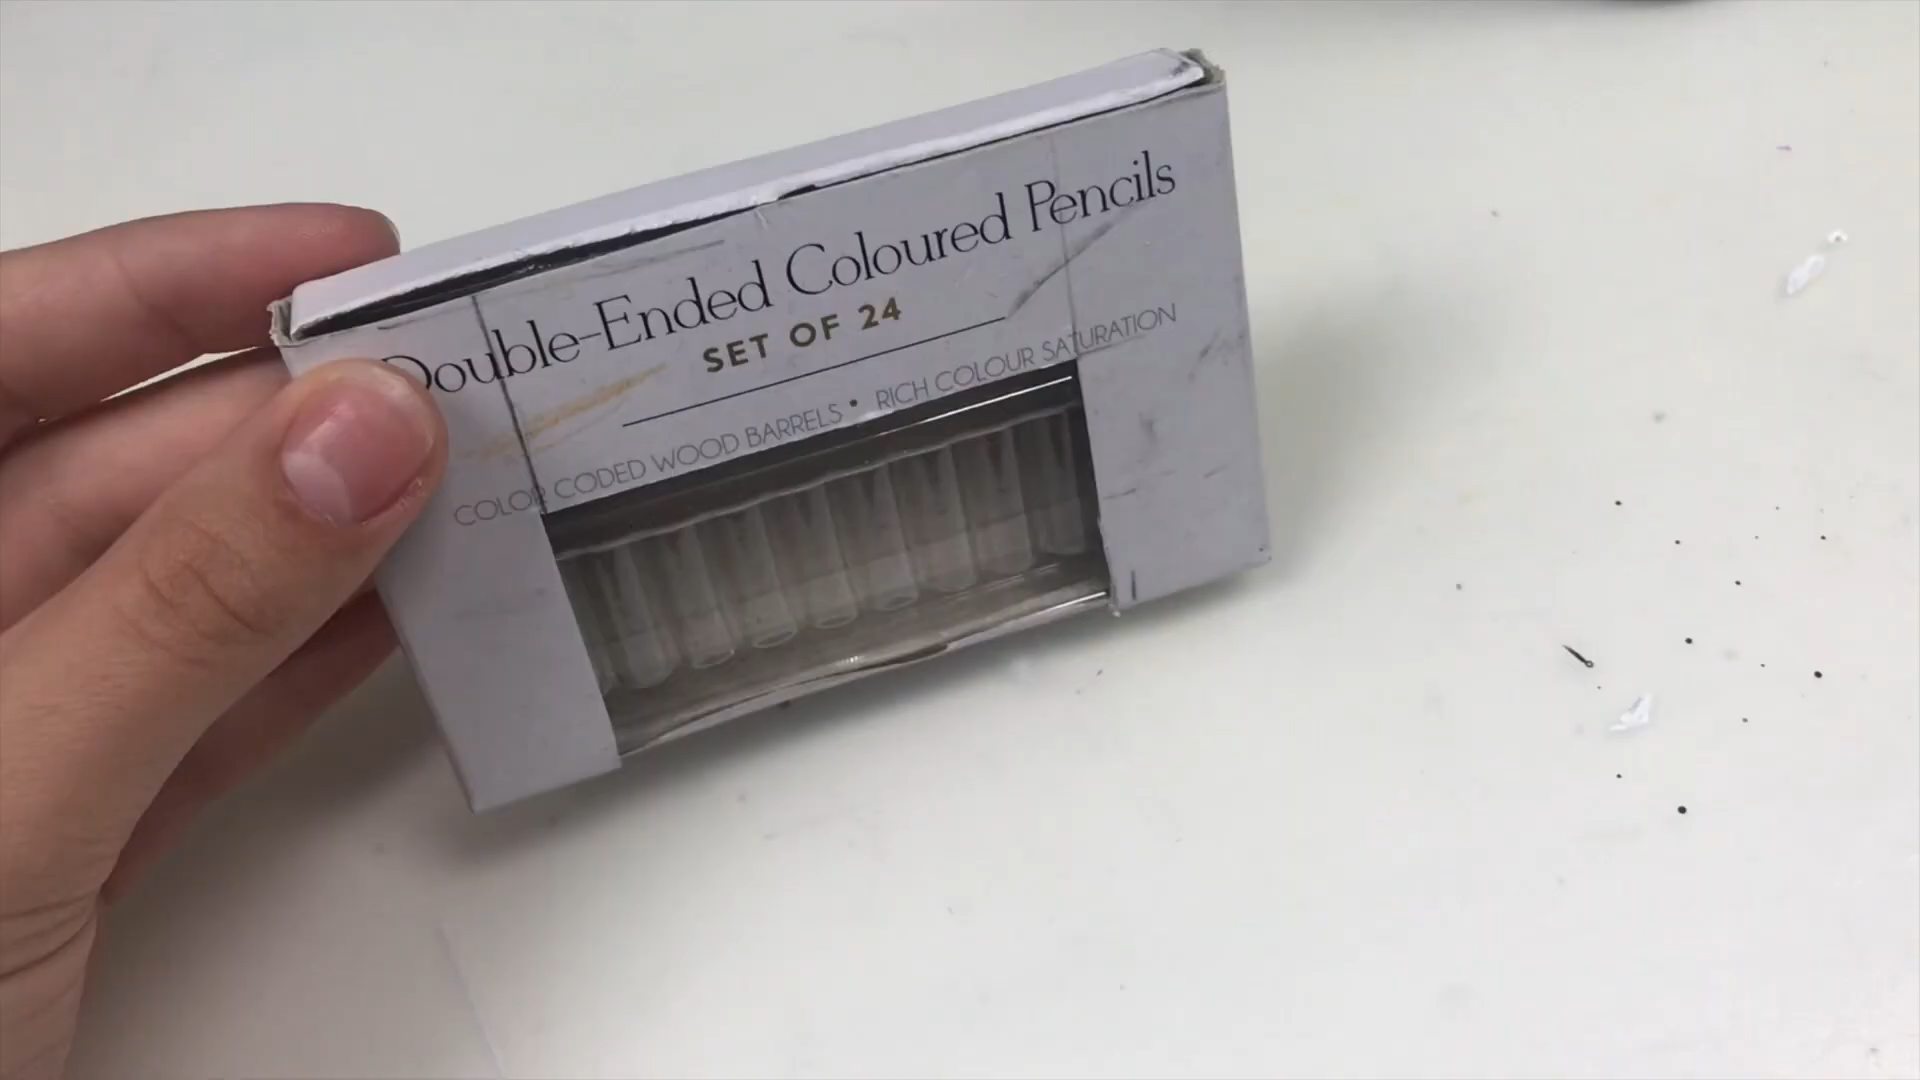 Double-Ended Coloured Pencils
SET OF 24
COLOR CODED WOOD BARRELS • RICH COLOUR SATURATION